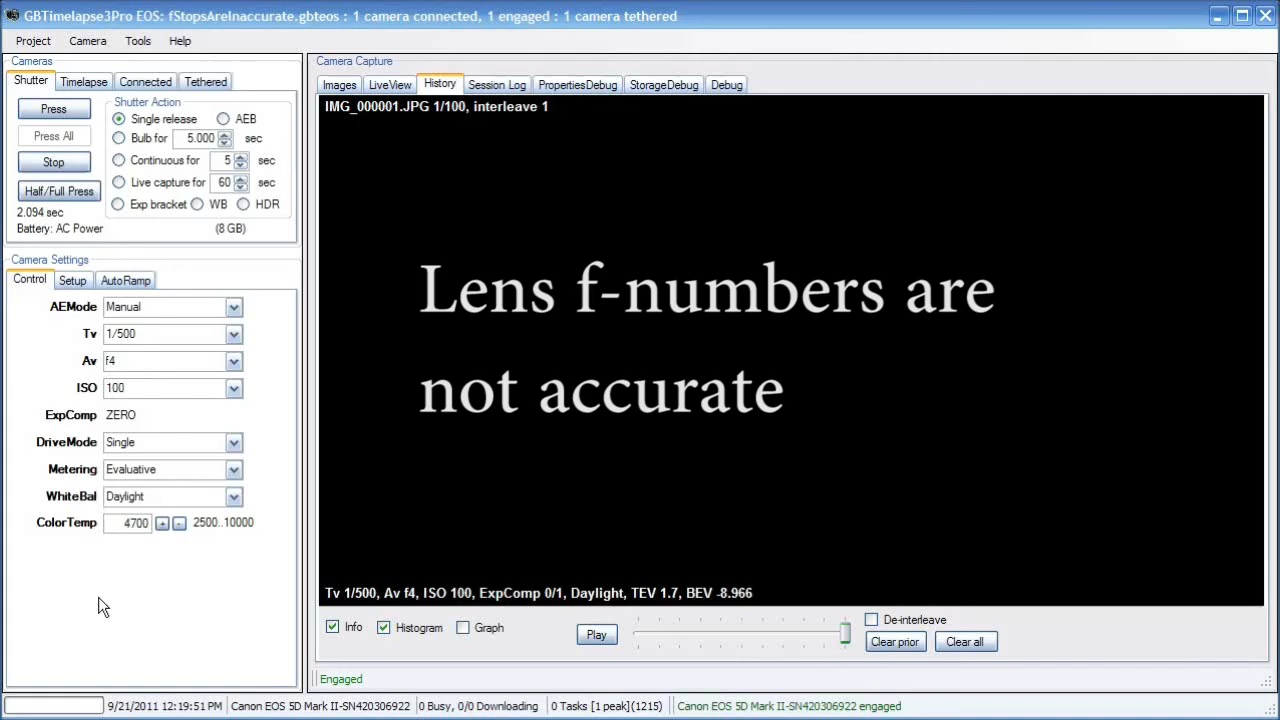 GBTimelapse3Pro EOS: fStopsAreInaccurate.gbteos : 1 camera connected, 1 engaged : 1 camera tethered
Project Camera Tools Help
Cameras
Shutter Timelapse Connected Tethered
Press
Press All
Stop
Half/Full Press
2.094 sec
Battery: AC Power (8 GB)
Shutter Action
Single release AEB
Bulb for 5.000 sec
Continuous for 5 sec
Live capture for 60 sec
Exp bracket WB HDR
Camera Settings
Control Setup AutoRamp
AEMode Manual
Tv 1/500
Av f4
ISO 100
ExpComp ZERO
DriveMode Single
Metering Evaluative
WhiteBal Daylight
ColorTemp 4700 + - 2500..10000
Camera Capture
Images LiveView History Session Log PropertiesDebug StorageDebug Debug
IMG_000001.JPG 1/100, interleave 1
Lens f-numbers are
not accurate
Tv 1/500, Av f4, ISO 100, ExpComp 0/1, Daylight, TEV 1.7, BEV -8.966
Info Histogram Graph Play De-interleave
Clear prior Clear all
Engaged
9/21/2011 12:19:51 PM Canon EOS 5D Mark II-SN420306922 0 Busy, 0/0 Downloading 0 Tasks [1 peak](1215) Canon EOS 5D Mark II-SN420306922 engaged